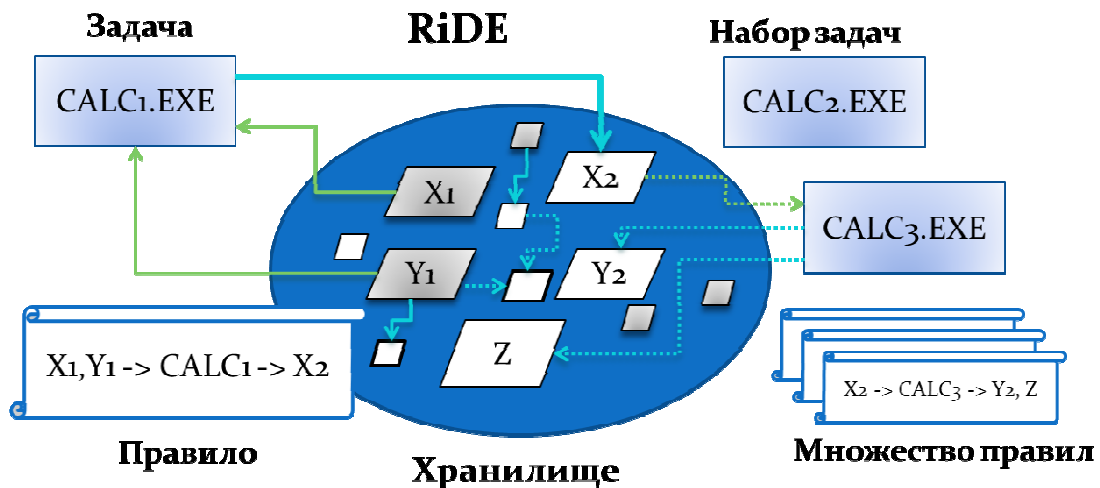 Задача
RiDE
Набор задач
CALC1.EXE
CALC2.EXE
X1
X2
CALC3.EXE
Y1
Y2
Z
X1,Y1 -> CALC1 -> X2
X2 -> CALC3 -> Y2, Z
Правило
Хранилище
Множество правил